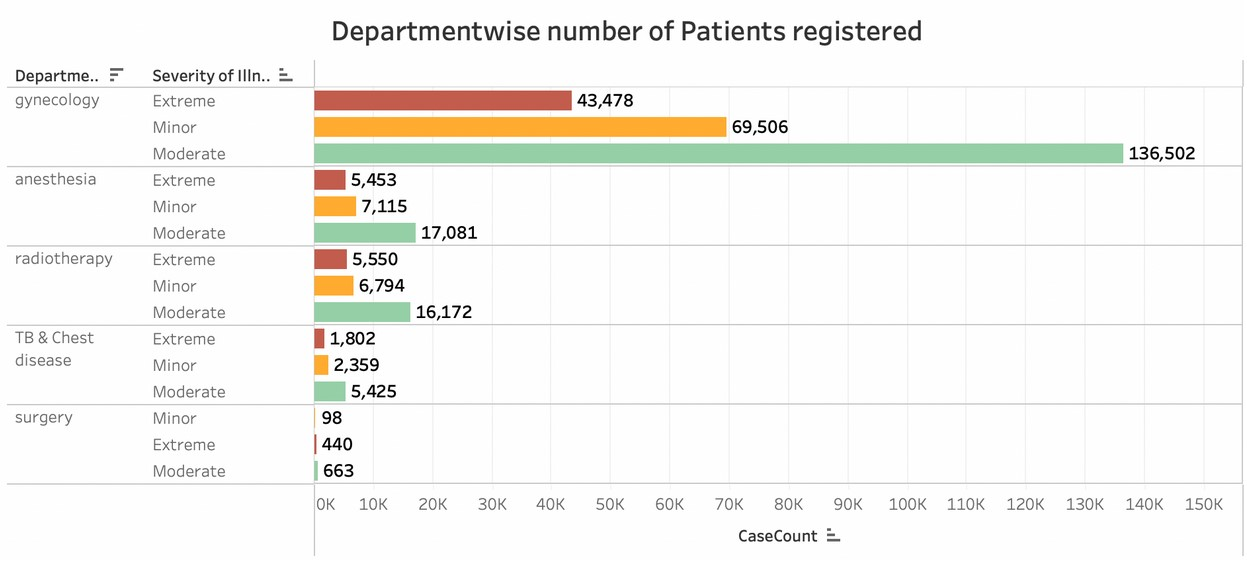 Departmentwise number of Patients registered
Departme.. Severity of Illn..
gynecology Extreme 43,478
Minor 69,506
Moderate 136,502
anesthesia Extreme 5,453
Minor 7,115
Moderate 17,081
radiotherapy Extreme 5,550
Minor 6,794
Moderate 16,172
TB & Chest Extreme 1,802
disease Minor 2,359
Moderate 5,425
surgery Minor 98
Extreme 440
Moderate 663
0K 10K 20K 30K 40K 50K 60K 70K 80K 90K 100K 110K 120K 130K 140K 150K
CaseCount